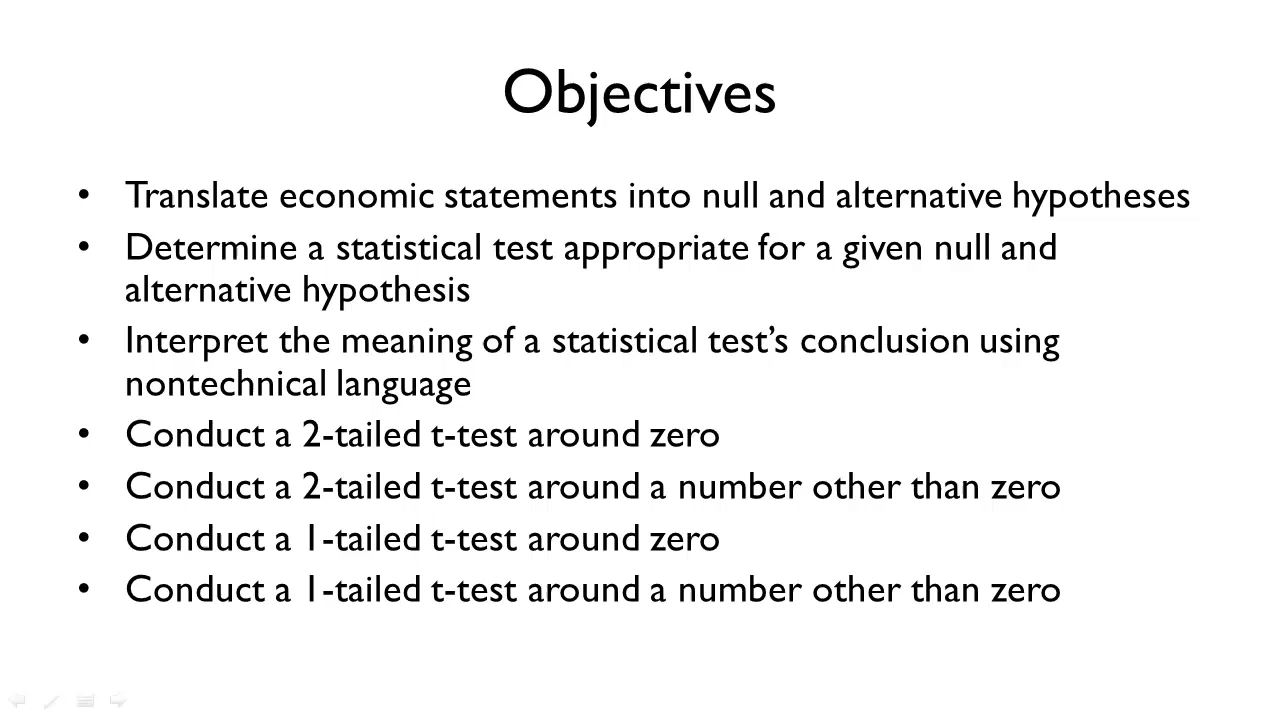 Objectives
• Translate economic statements into null and alternative hypotheses
• Determine a statistical test appropriate for a given null and
alternative hypothesis
• Interpret the meaning of a statistical test’s conclusion using
nontechnical language
• Conduct a 2-tailed t-test around zero
• Conduct a 2-tailed t-test around a number other than zero
• Conduct a 1-tailed t-test around zero
• Conduct a 1-tailed t-test around a number other than zero